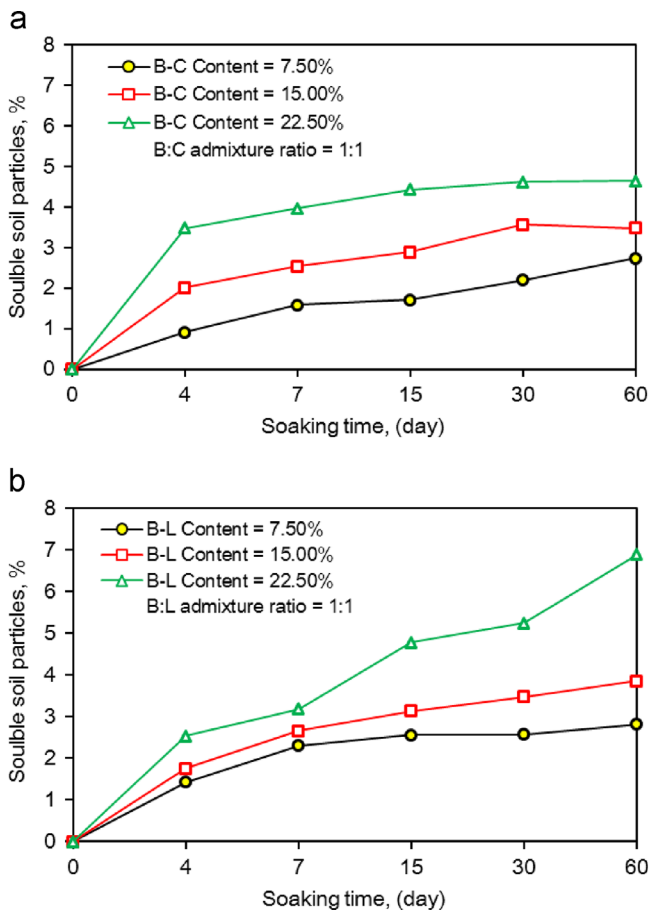 a
8
7
6
5
4
3
2
1
0
Soulble soil particles, %
B-C Content = 7.50%
B-C Content = 15.00%
B-C Content = 22.50%
B:C admixture ratio = 1:1
0 4 7 15 30 60
Soaking time, (day)
b
8
7
6
5
4
3
2
1
0
Soulble soil particles, %
B-L Content = 7.50%
B-L Content = 15.00%
B-L Content = 22.50%
B:L admixture ratio = 1:1
0 4 7 15 30 60
Soaking time, (day)